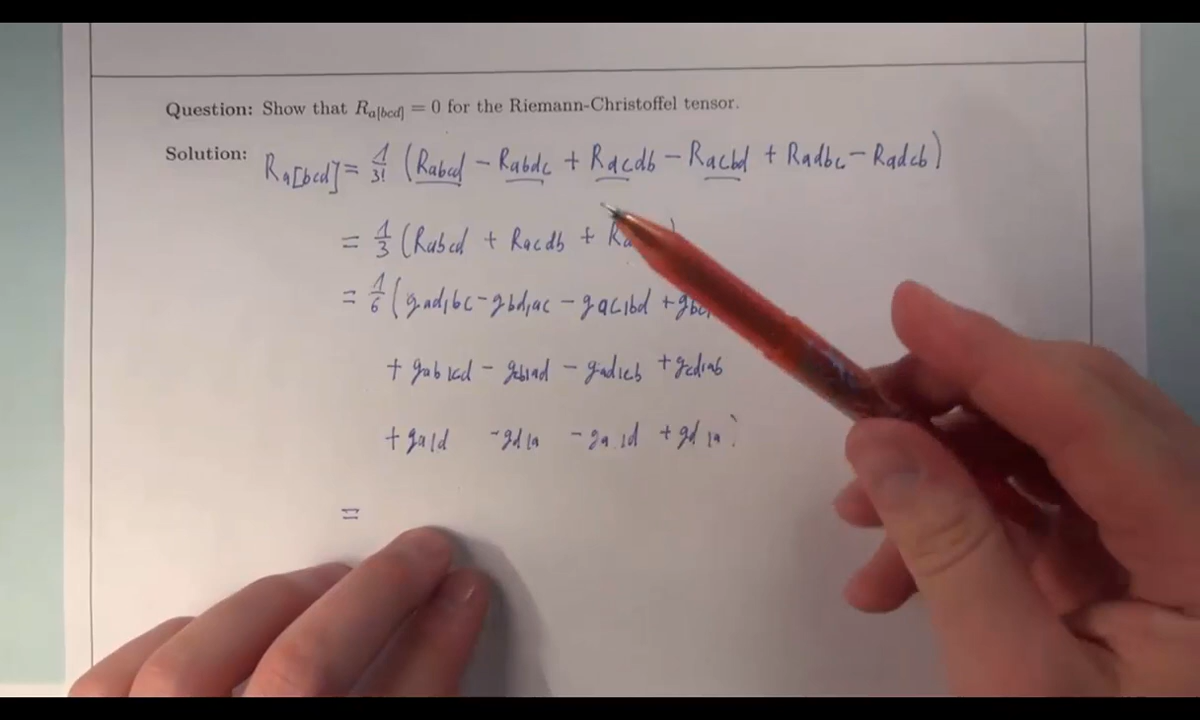 Question: Show that R_{a[bcd]} = 0 for the Riemann-Christoffel tensor.
Solution: R_{a[bcd]} = 1/3! (R_{abcd} - R_{abdc} + R_{acdb} - R_{acbd} + R_{adbc} - R_{adcb})
= 1/3 (R_{abcd} + R_{acdb} +
= 1/6 (g_{ad|bc} - g_{bd|ac} - g_{ac|bd} +
+ g_{ab|cd} - g_{cb|ad} - g_{ad|cb} + g_{cd|ab}
+ g_{a|d} - g_{d|a} - g_{a|d} + g_{d|a}
=